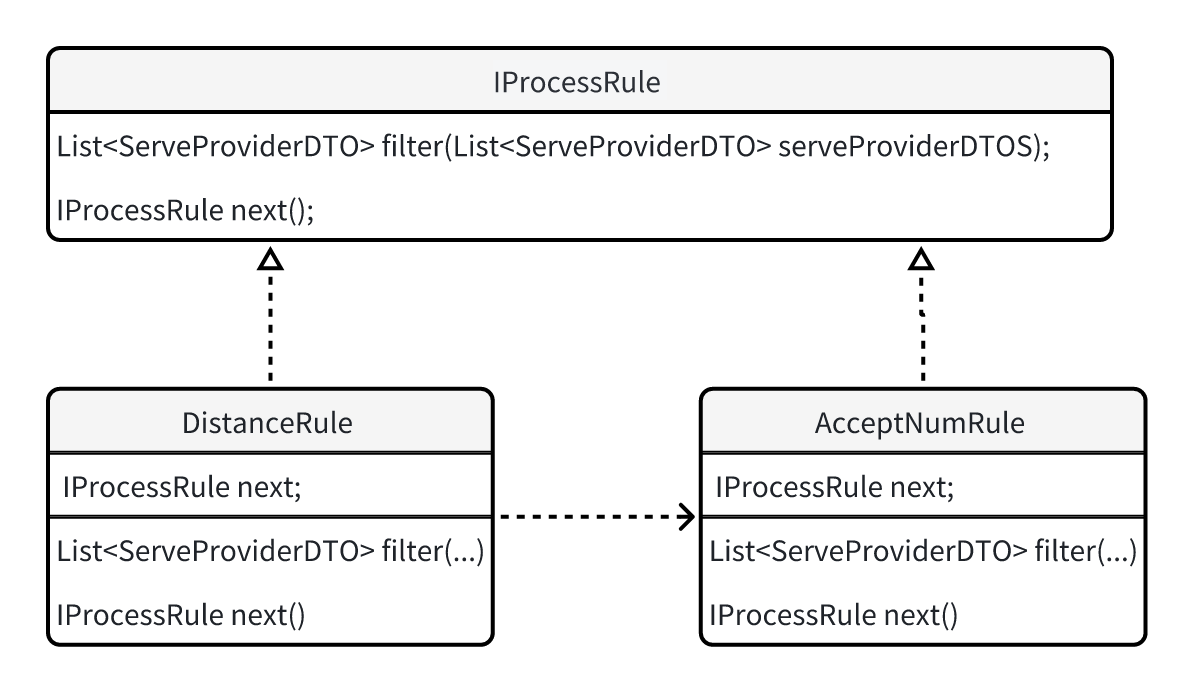 IProcessRule
List<ServeProviderDTO> filter(List<ServeProviderDTO> serveProviderDTOS);
IProcessRule next();
DistanceRule
IProcessRule next;
List<ServeProviderDTO> filter(...)
IProcessRule next()
AcceptNumRule
IProcessRule next;
List<ServeProviderDTO> filter(...)
IProcessRule next()